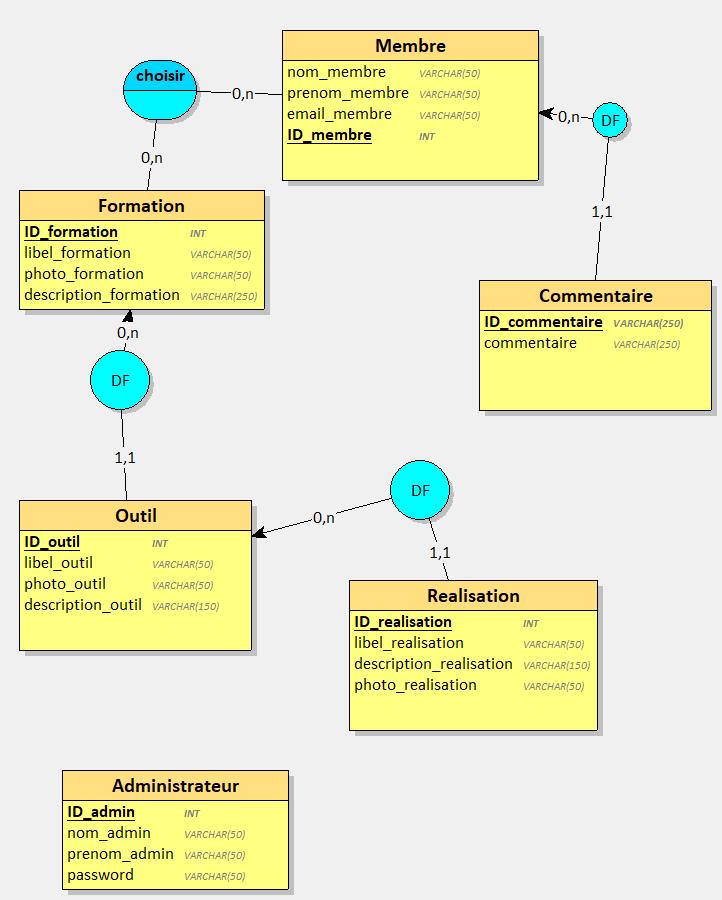 Membre
nom_membre VARCHAR(50)
prenom_membre VARCHAR(50)
email_membre VARCHAR(50)
ID_membre INT
choisir
0,n
0,n
DF
0,n
1,1
Formation
ID_formation INT
libel_formation VARCHAR(50)
photo_formation VARCHAR(50)
description_formation VARCHAR(250)
Commentaire
ID_commentaire VARCHAR(250)
commentaire VARCHAR(250)
0,n
DF
1,1
Outil
ID_outil INT
libel_outil VARCHAR(50)
photo_outil VARCHAR(50)
description_outil VARCHAR(150)
DF
0,n
1,1
Realisation
ID_realisation INT
libel_realisation VARCHAR(50)
description_realisation VARCHAR(150)
photo_realisation VARCHAR(50)
Administrateur
ID_admin INT
nom_admin VARCHAR(50)
prenom_admin VARCHAR(50)
password VARCHAR(50)